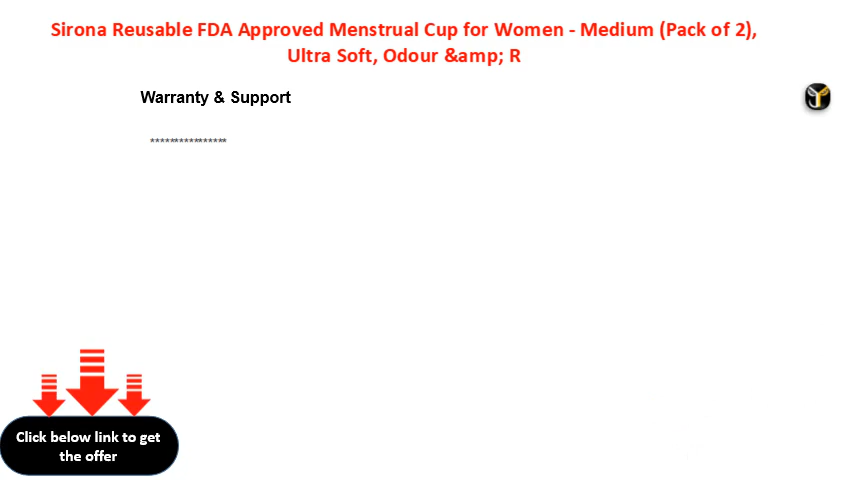 Sirona Reusable FDA Approved Menstrual Cup for Women - Medium (Pack of 2),
Ultra Soft, Odour &amp; R
Warranty & Support
****************
Click below link to get
the offer